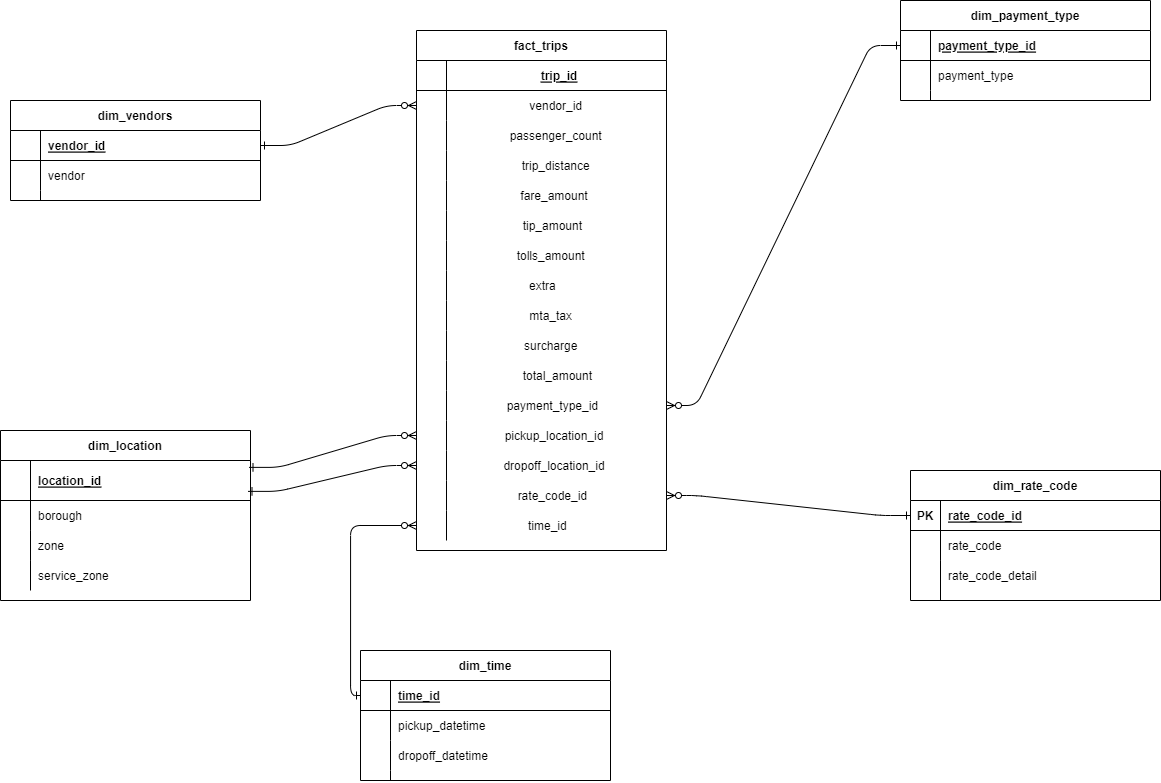 dim_payment_type
payment_type_id
payment_type
fact_trips
trip_id
vendor_id
passenger_count
trip_distance
fare_amount
tip_amount
tolls_amount
extra
mta_tax
surcharge
total_amount
payment_type_id
pickup_location_id
dropoff_location_id
rate_code_id
time_id
dim_vendors
vendor_id
vendor
dim_location
location_id
borough
zone
service_zone
dim_rate_code
PK rate_code_id
rate_code
rate_code_detail
dim_time
time_id
pickup_datetime
dropoff_datetime